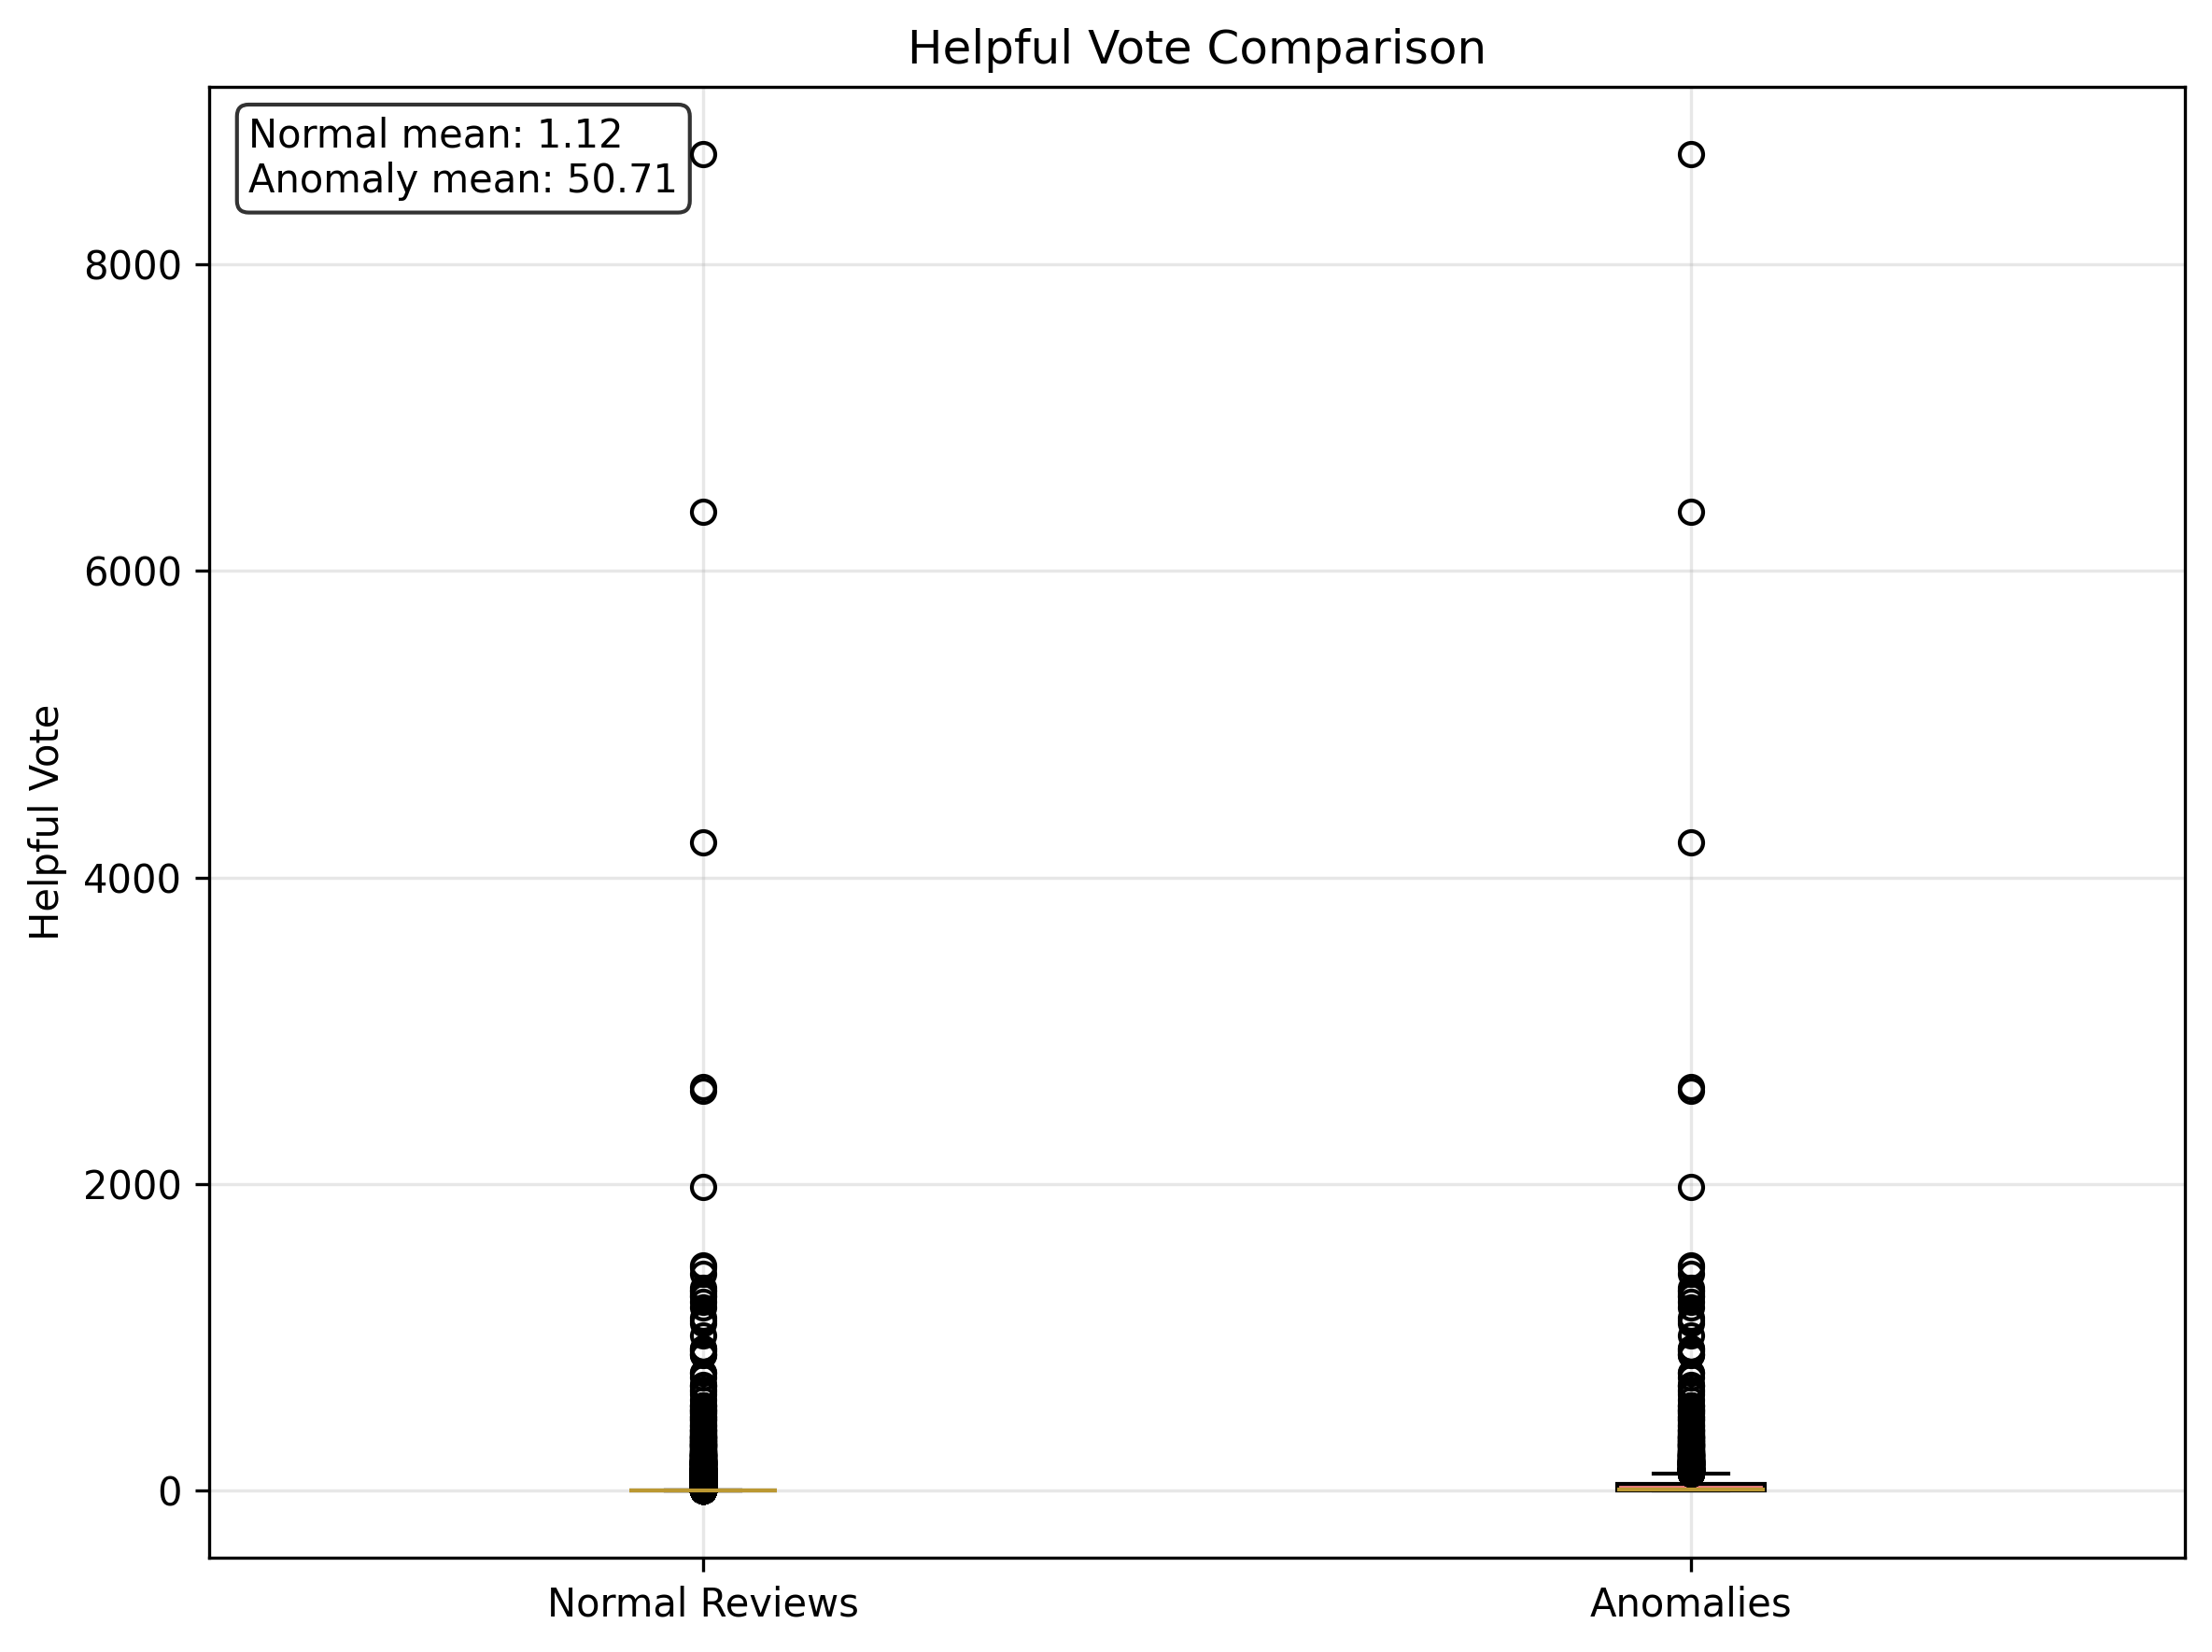 Helpful Vote Comparison
Normal mean: 1.12
Anomaly mean: 50.71
8000
6000
4000
2000
0
Helpful Vote
Normal Reviews
Anomalies